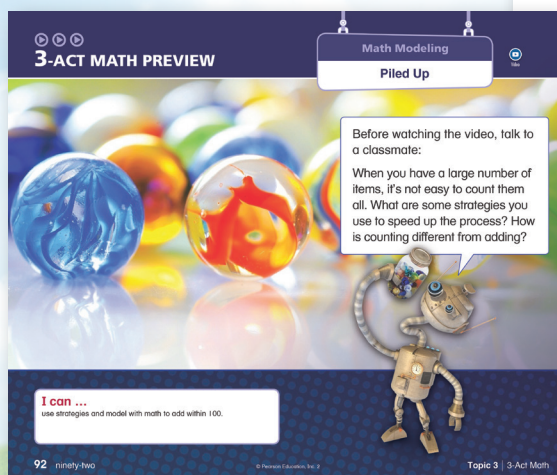 3-ACT MATH PREVIEW
Math Modeling
Piled Up
Video
Before watching the video, talk to
a classmate:
When you have a large number of
items, it's not easy to count them
all. What are some strategies you
use to speed up the process? How
is counting different from adding?
I can ...
use strategies and model with math to add within 100.
92 ninety-two
© Pearson Education, Inc. 2
Topic 3 | 3-Act Math